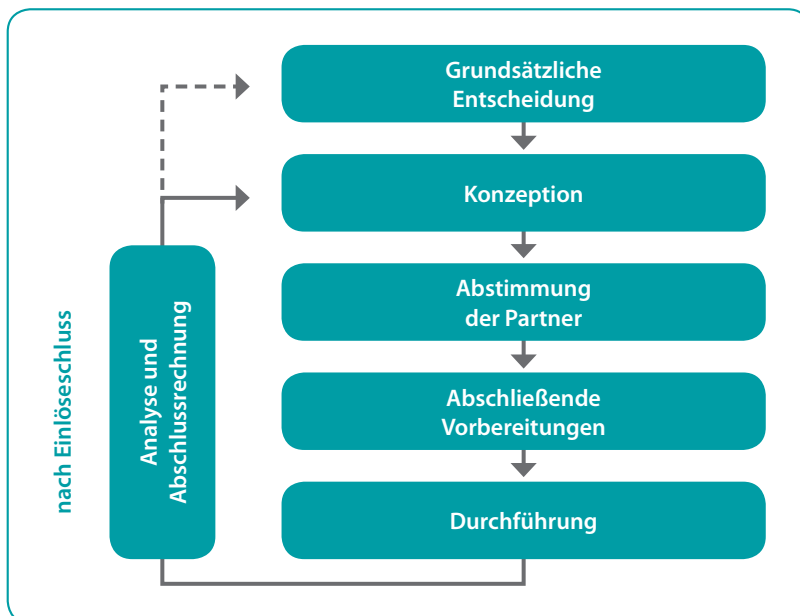 Grundsätzliche
Entscheidung
Konzeption
Abstimmung
der Partner
Abschließende
Vorbereitungen
Durchführung
nach Einlöseschluss
Analyse und
Abschlussrechnung